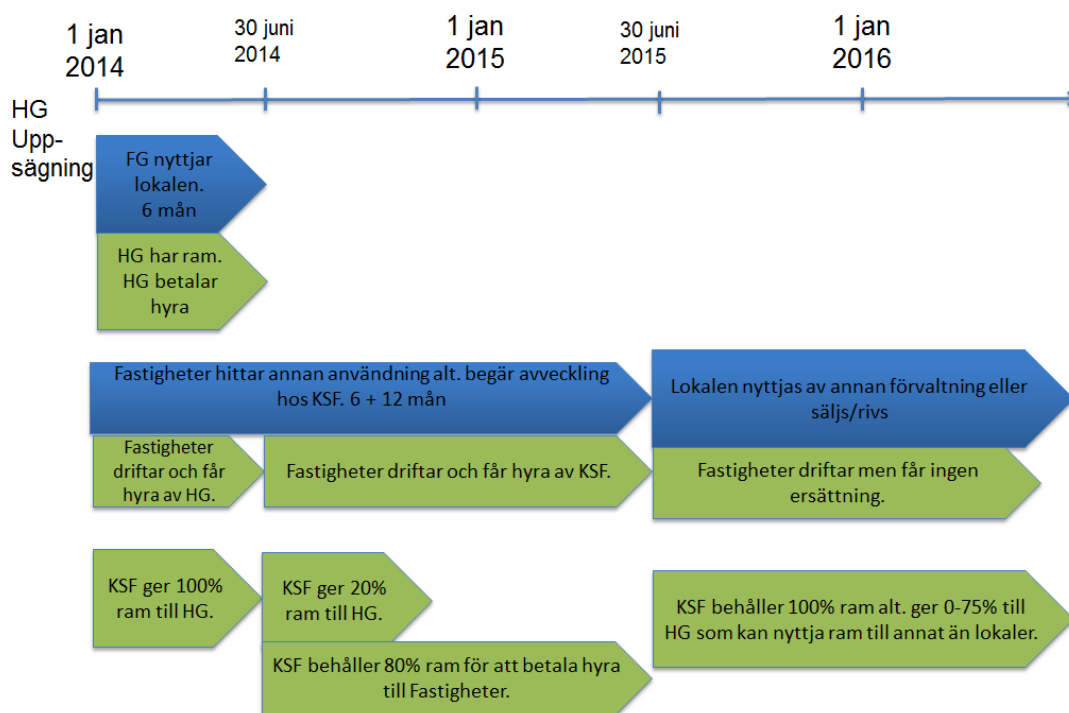 1 jan
2014
30 juni
2014
1 jan
2015
30 juni
2015
1 jan
2016
HG
Upp-
sägning
FG nyttjar
lokalen.
6 mån
HG har ram.
HG betalar
hyra
Fastigheter hittar annan användning alt. begär avveckling
hos KSF. 6 + 12 mån
Lokalen nyttjas av annan förvaltning eller
säljs/rivs
Fastigheter
driftar och får
hyra av HG.
Fastigheter driftar och får hyra av KSF.
Fastigheter driftar men får ingen
ersättning.
KSF ger 100%
ram till HG.
KSF ger 20%
ram till HG.
KSF behåller 80% ram för att betala hyra
till Fastigheter.
KSF behåller 100% ram alt. ger 0-75% till
HG som kan nyttja ram till annat än lokaler.